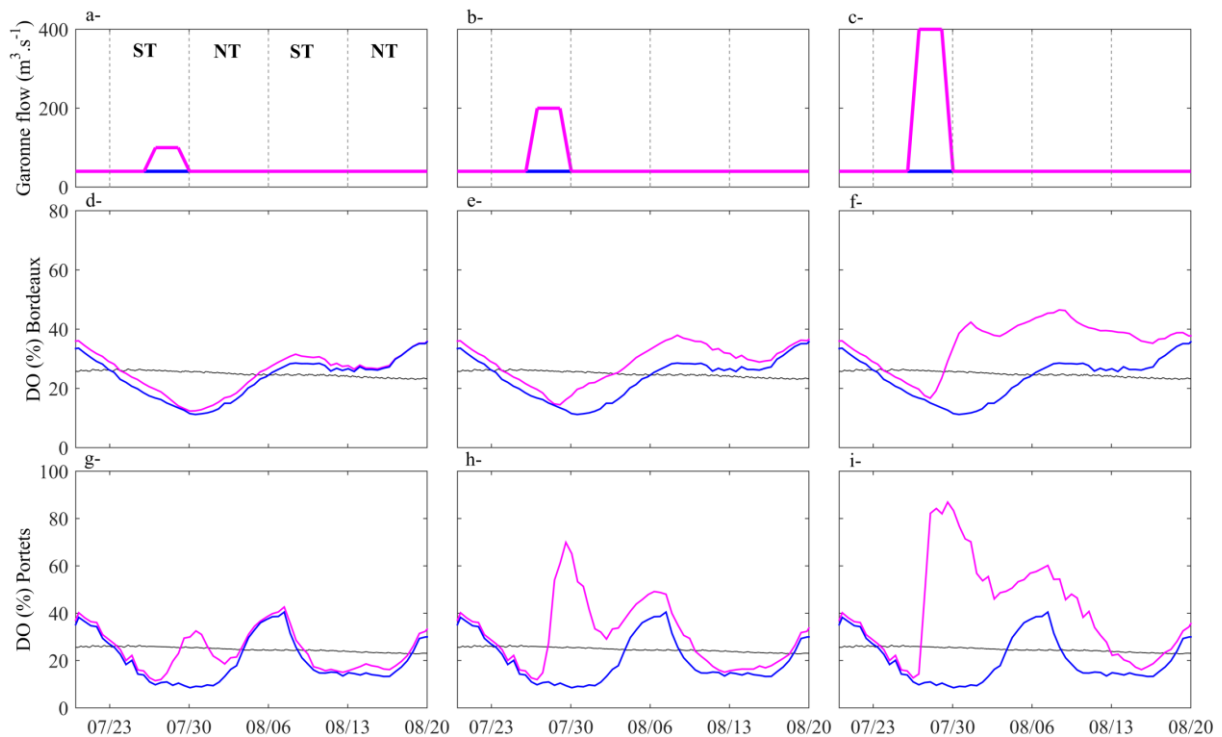 a- b- c-
Garonne flow (m³.s⁻¹)
400
200
0
ST NT ST NT
d- e- f-
DO (%) Bordeaux
80
60
40
20
0
g- h- i-
DO (%) Portets
100
80
60
40
20
0
07/23 07/30 08/06 08/13 08/20 07/23 07/30 08/06 08/13 08/20 07/23 07/30 08/06 08/13 08/20